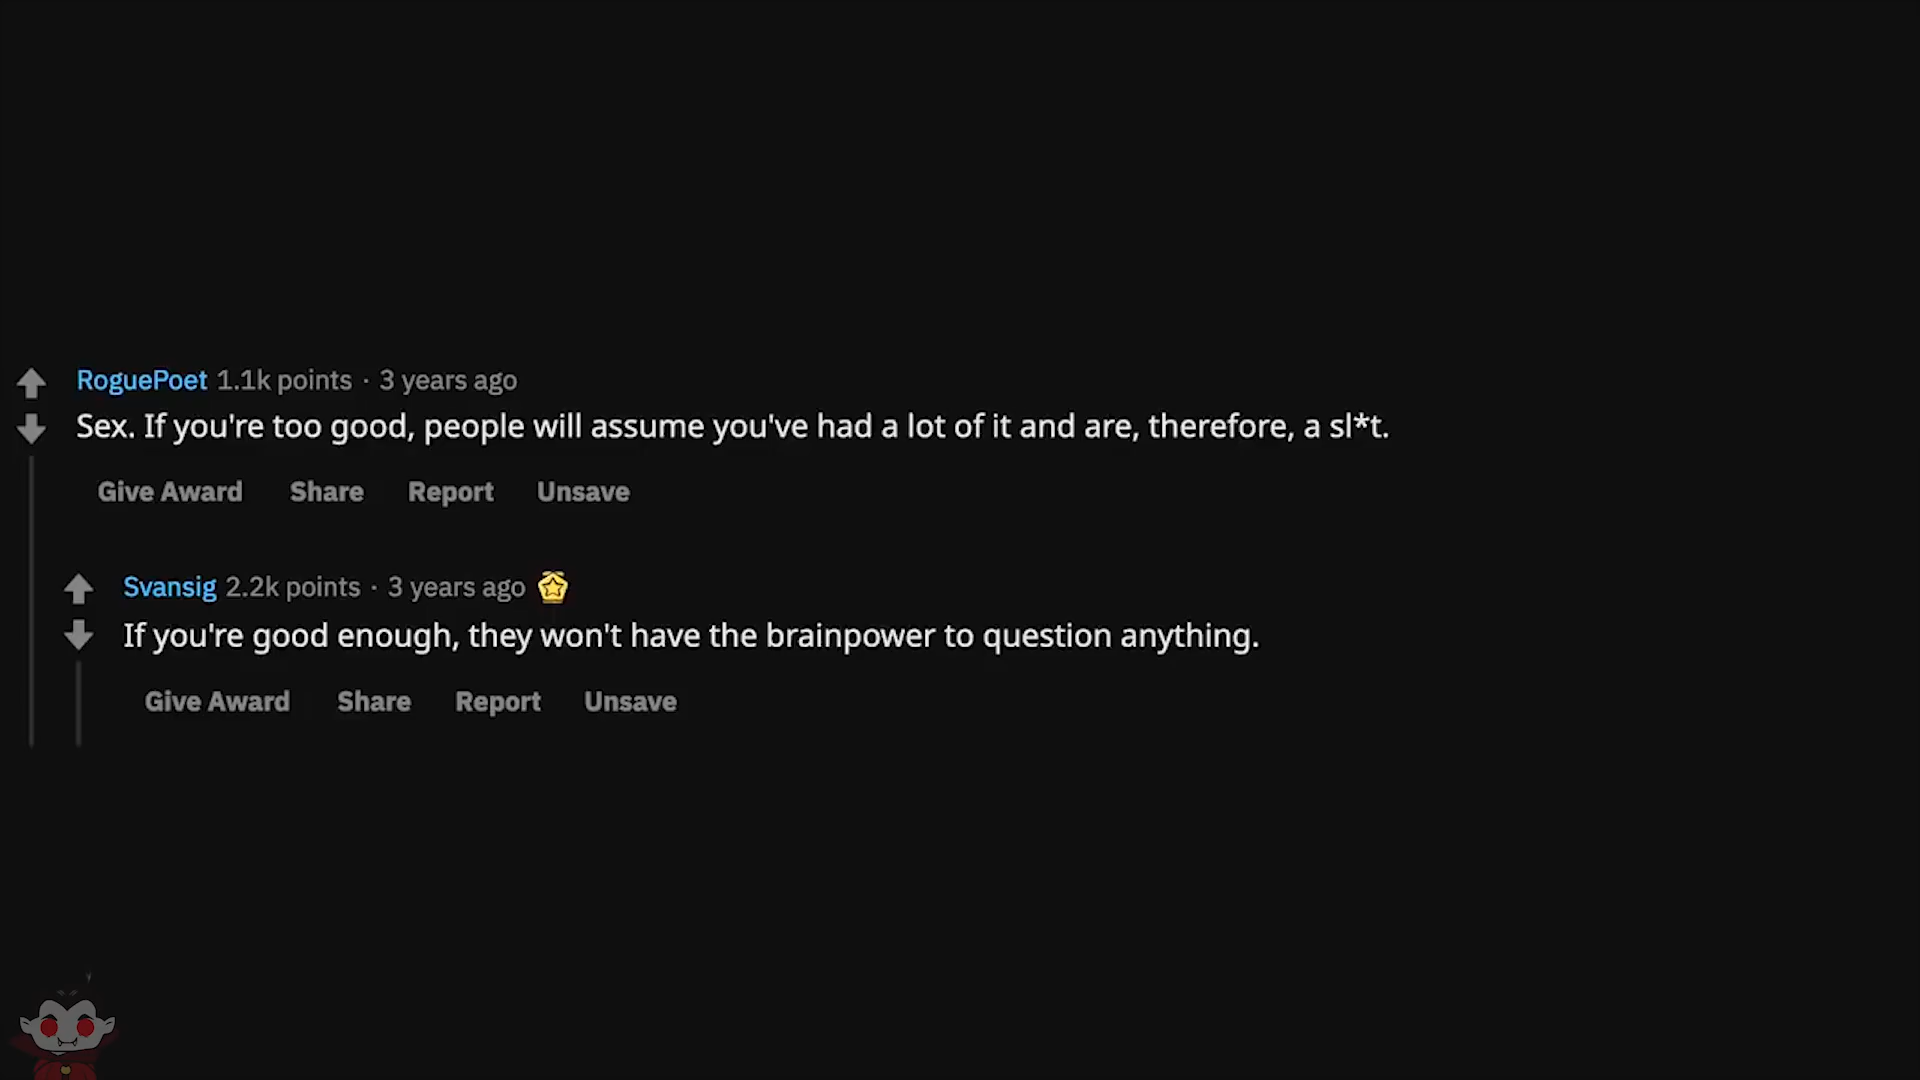 RoguePoet 1.1k points · 3 years ago
Sex. If you're too good, people will assume you've had a lot of it and are, therefore, a sl*t.
Give Award Share Report Unsave
Svansig 2.2k points · 3 years ago
If you're good enough, they won't have the brainpower to question anything.
Give Award Share Report Unsave